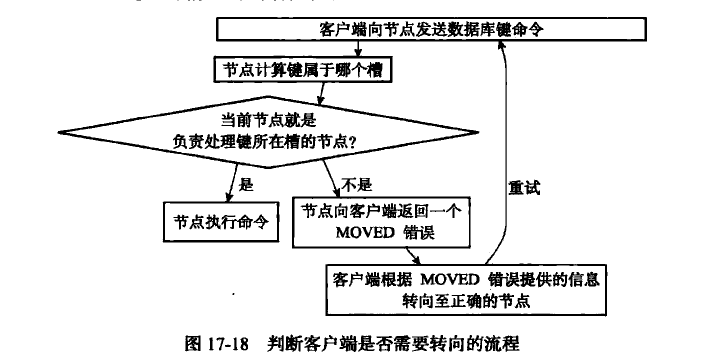 客户端向节点发送数据库键命令
节点计算键属于哪个槽
当前节点就是
负责处理键所在槽的节点?
是
不是
重试
节点执行命令
节点向客户端返回一个
MOVED 错误
客户端根据 MOVED 错误提供的信息
转向至正确的节点
图 17-18 判断客户端是否需要转向的流程